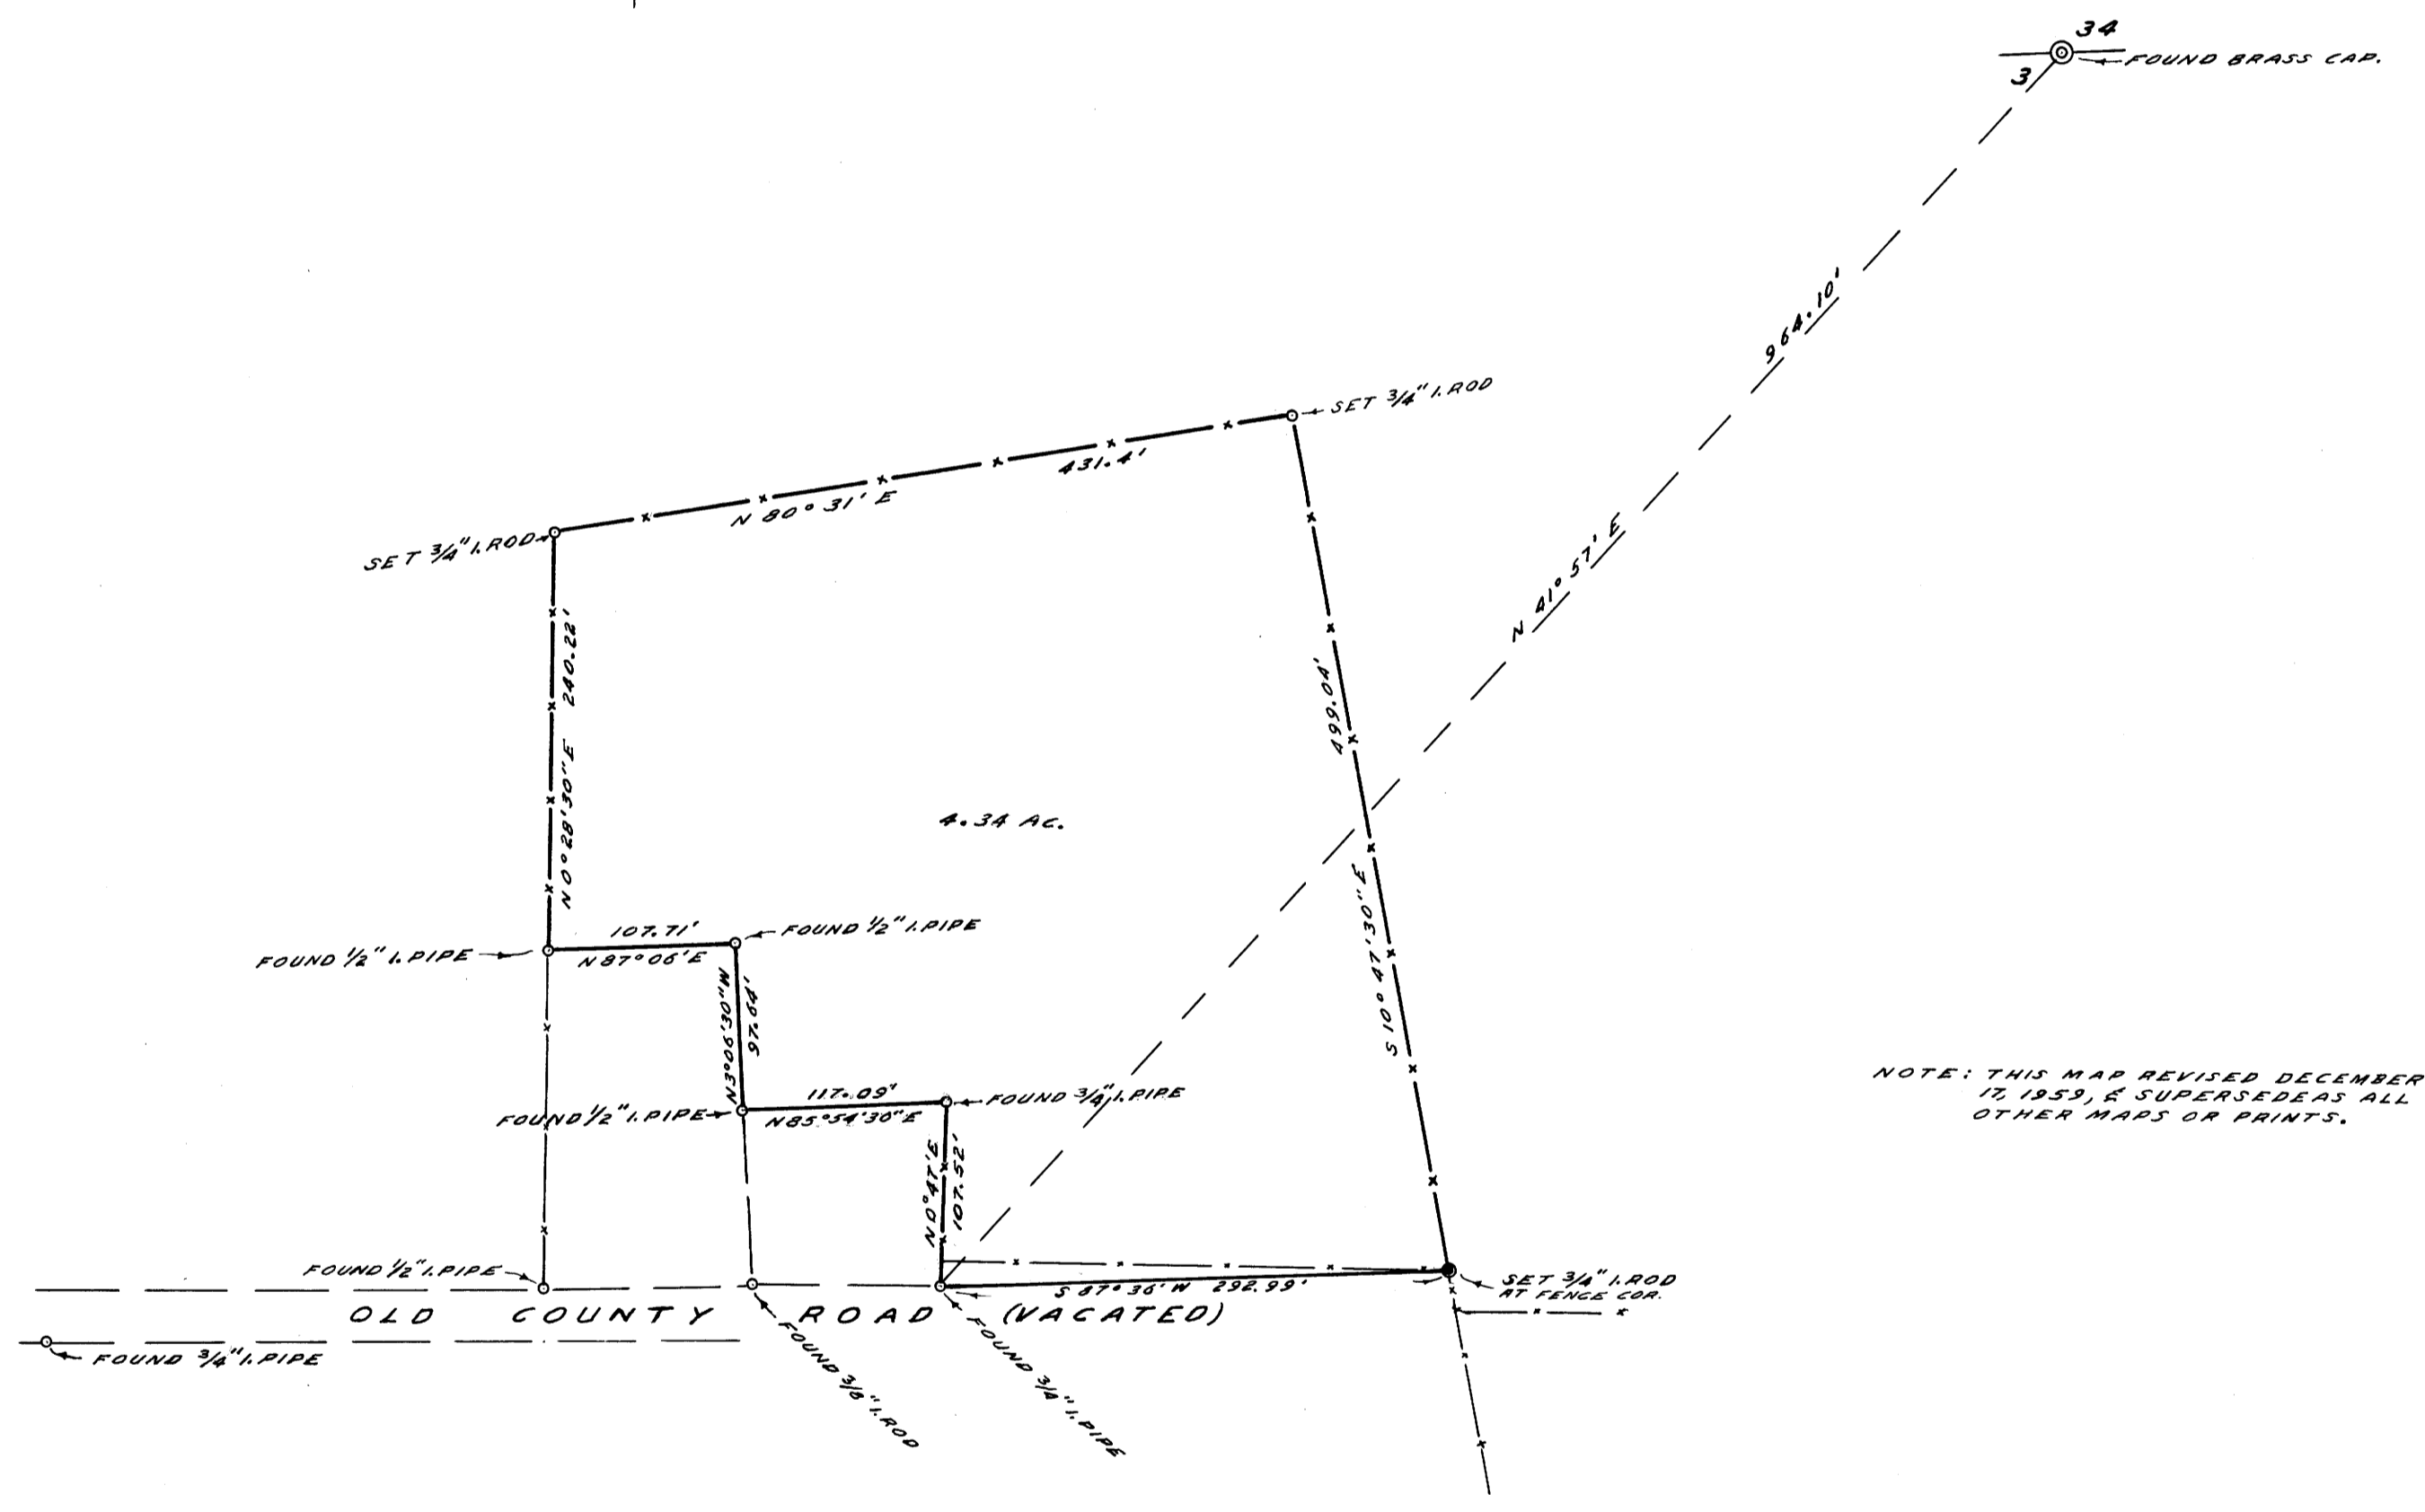 34
FOUND BRASS CAP.
3
964.10'
N 41° 57' E
SET 3/4" I. ROD
431.4'
N 80° 31' E
SET 3/4" I. ROD
N 0° 28' 30" E 240.22'
499.04'
S 10° 47' 30" E
4.34 AC.
107.71'
N 87° 06' E
FOUND 1/2" I. PIPE
FOUND 1/2" I. PIPE
N 3° 06' 30" W
97.64'
117.09'
N 85° 54' 30" E
FOUND 3/4" I. PIPE
FOUND 1/2" I. PIPE
N 0° 47' E
107.52'
NOTE: THIS MAP REVISED DECEMBER
17, 1959, & SUPERSEDEAS ALL
OTHER MAPS OR PRINTS.
FOUND 1/2" I. PIPE
S 87° 36' W 292.99'
SET 3/4" I. ROD
AT FENCE COR.
OLD COUNTY ROAD (VACATED)
FOUND 3/4" I. PIPE
FOUND 3/8" I. ROD
FOUND 3/4" I. PIPE